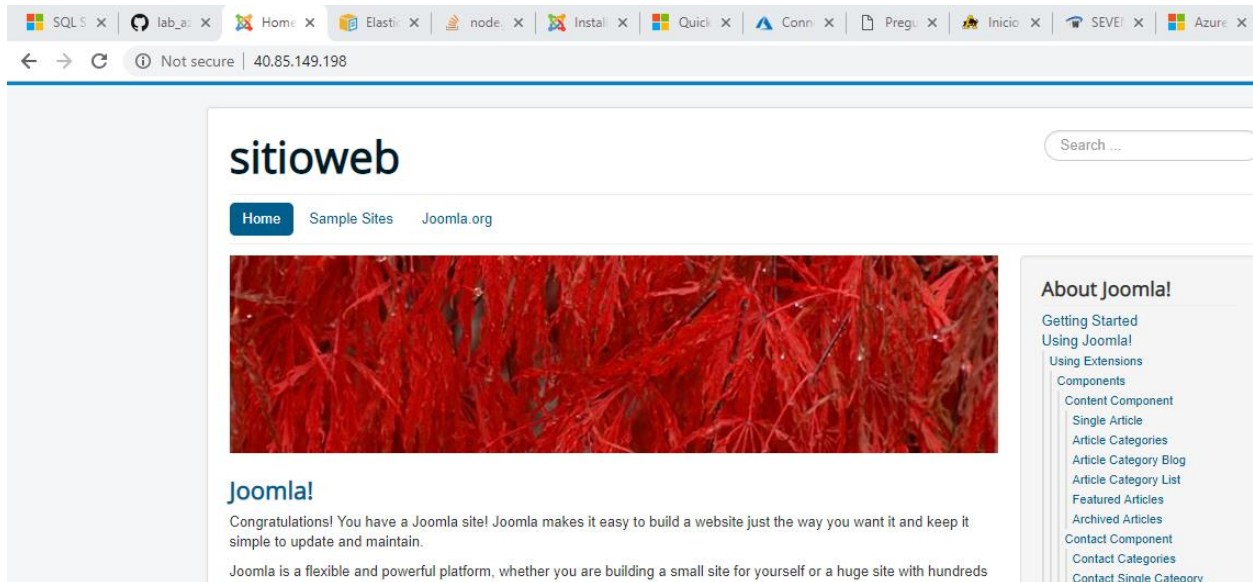 SQL S
lab_a
Home
Elastic
node.
Install
Quick
Conn
Pregu
Inicio
SEVEN
Azure
Not secure | 40.85.149.198
sitioweb
Search ...
Home Sample Sites Joomla.org
About Joomla!
Getting Started
Using Joomla!
Using Extensions
Components
Content Component
Single Article
Article Categories
Article Category Blog
Article Category List
Featured Articles
Archived Articles
Contact Component
Contact Categories
Contact Single Category
Joomla!
Congratulations! You have a Joomla site! Joomla makes it easy to build a website just the way you want it and keep it
simple to update and maintain.
Joomla is a flexible and powerful platform, whether you are building a small site for yourself or a huge site with hundreds